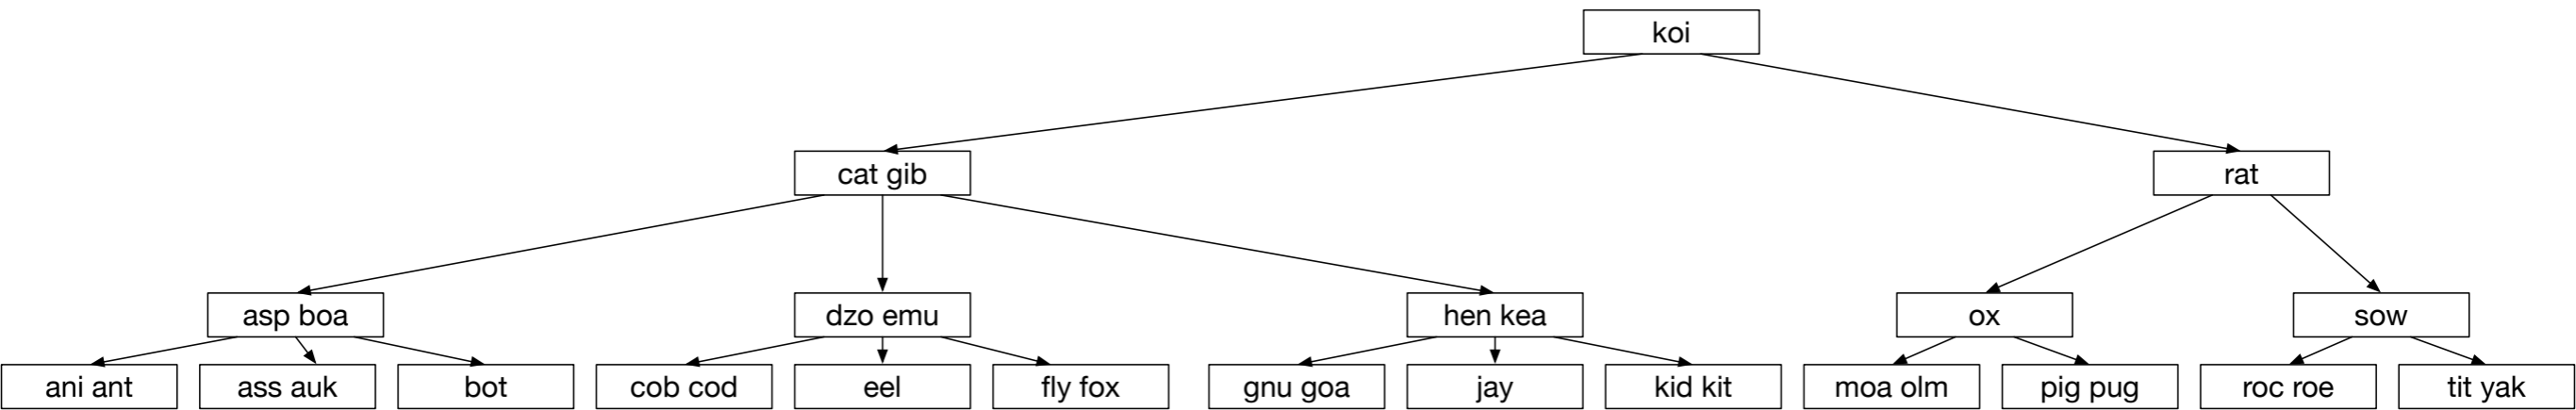 koi
cat gib
rat
asp boa
dzo emu
hen kea
ox
sow
ani ant
ass auk
bot
cob cod
eel
fly fox
gnu goa
jay
kid kit
moa olm
pig pug
roc roe
tit yak